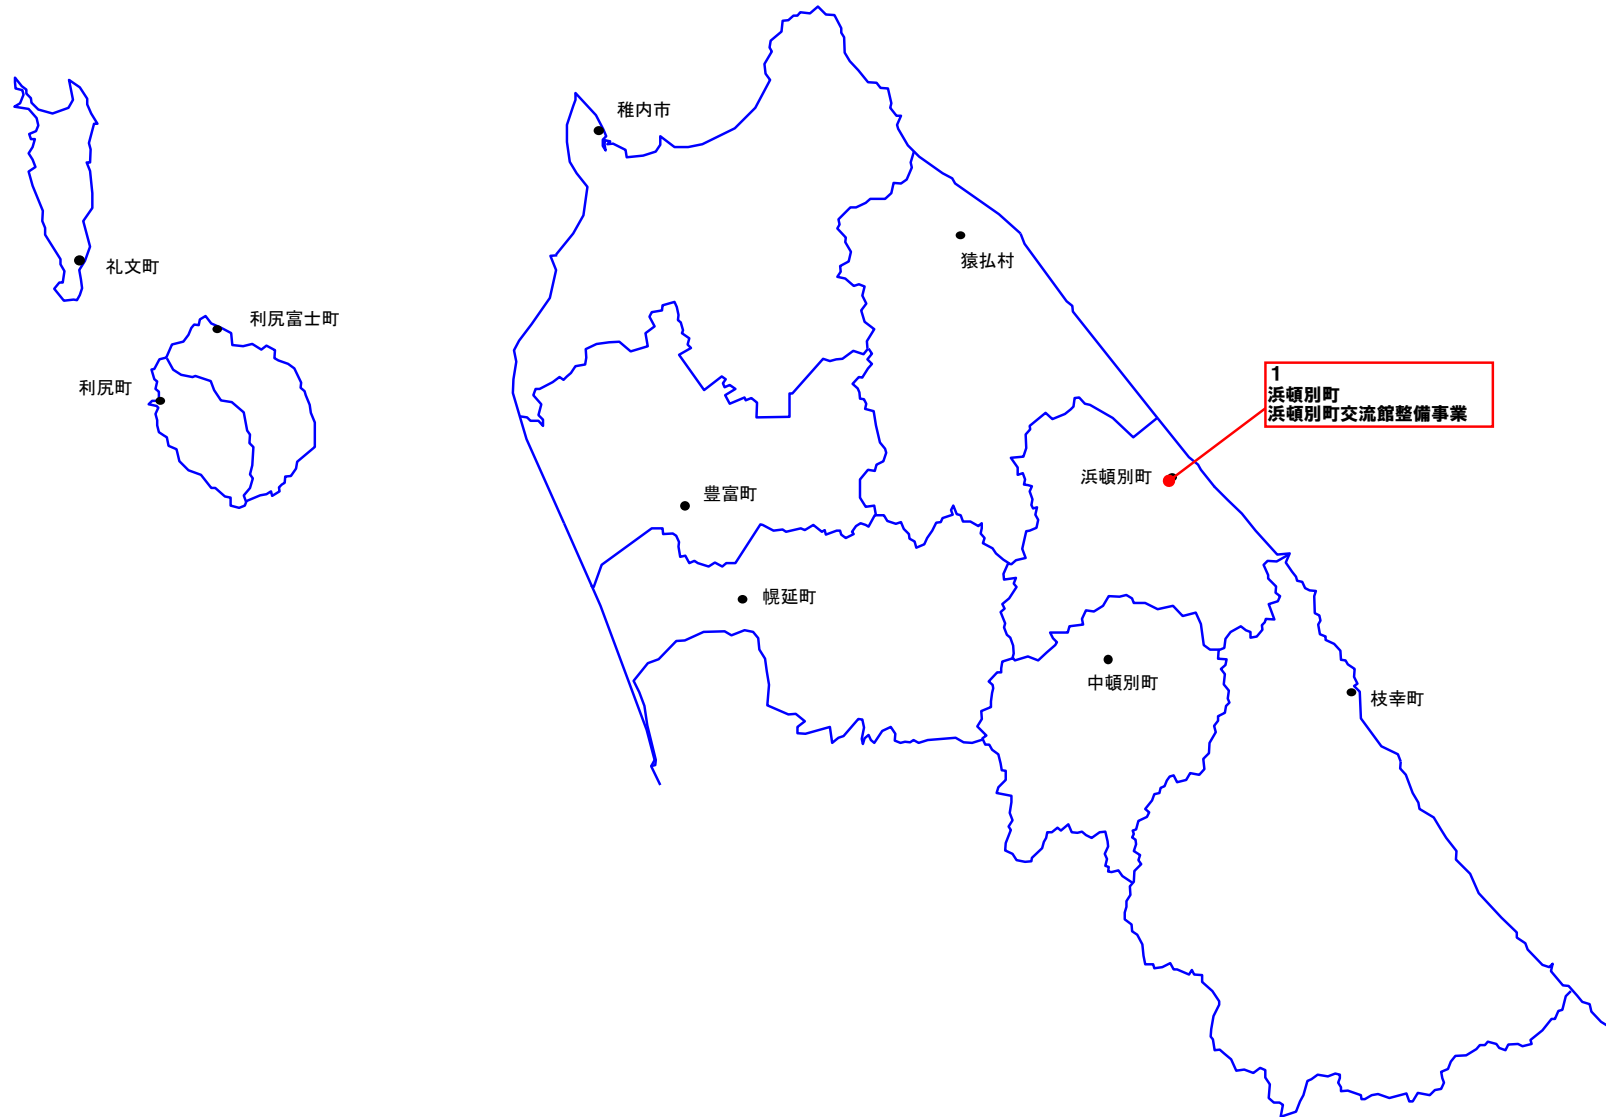 稚内市
猿払村
礼文町
利尻富士町
利尻町
1
浜頓別町
浜頓別町交流館整備事業
浜頓別町
豊富町
幌延町
中頓別町
枝幸町